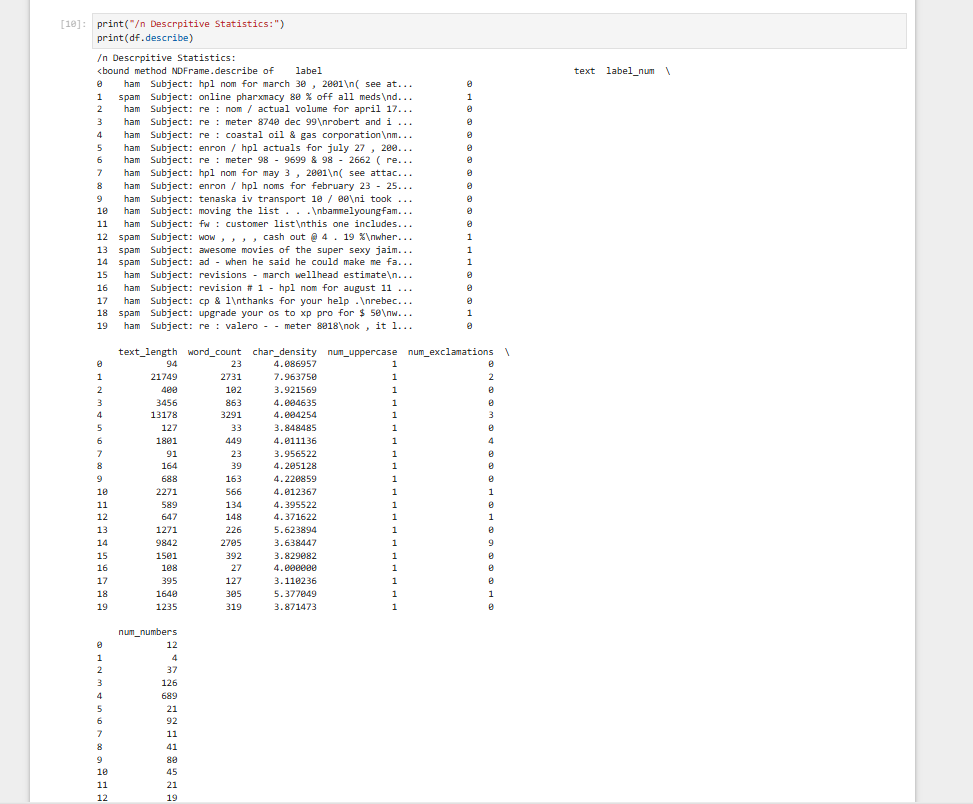 [10]: print("/n Descrpitive Statistics:")
print(df.describe)
/n Descrpitive Statistics:
<bound method NDFrame.describe of    label                                               text  label_num  \
0    ham  Subject: hpl nom for march 30 , 2001\n( see at...          0
1   spam  Subject: online pharxmacy 80 % off all meds\nd...          1
2    ham  Subject: re : nom / actual volume for april 17...          0
3    ham  Subject: re : meter 8740 dec 99\nrobert and i ...          0
4    ham  Subject: re : coastal oil & gas corporation\nm...          0
5    ham  Subject: enron / hpl actuals for july 27 , 200...          0
6    ham  Subject: re : meter 98 - 9699 & 98 - 2662 ( re...          0
7    ham  Subject: hpl nom for may 3 , 2001\n( see attac...          0
8    ham  Subject: enron / hpl noms for february 23 - 25...          0
9    ham  Subject: tenaska iv transport 10 / 00\ni took ...          0
10   ham  Subject: moving the list . . .\nbammelyoungfam...          0
11   ham  Subject: fw : customer list\nthis one includes...          0
12  spam  Subject: wow , , , , cash out @ 4 . 19 %\nwher...          1
13  spam  Subject: awesome movies of the super sexy jaim...          1
14  spam  Subject: ad - when he said he could make me fa...          1
15   ham  Subject: revisions - march wellhead estimate\n...          0
16   ham  Subject: revision # 1 - hpl nom for august 11 ...          0
17   ham  Subject: cp & l\nthanks for your help .\nrebec...          0
18  spam  Subject: upgrade your os to xp pro for $ 50\nw...          1
19   ham  Subject: re : valero - - meter 8018\nok , it l...          0
text_length  word_count  char_density  num_uppercase  num_exclamations  \
0            94          23      4.086957              1                 0
1         21749        2731      7.963750              1                 2
2           400         102      3.921569              1                 0
3          3456         863      4.004635              1                 0
4         13178        3291      4.004254              1                 3
5           127          33      3.848485              1                 0
6          1801         449      4.011136              1                 4
7            91          23      3.956522              1                 0
8           164          39      4.205128              1                 0
9           688         163      4.220859              1                 0
10         2271         566      4.012367              1                 1
11          589         134      4.395522              1                 0
12          647         148      4.371622              1                 1
13         1271         226      5.623894              1                 0
14         9842        2705      3.638447              1                 9
15         1501         392      3.829082              1                 0
16          108          27      4.000000              1                 0
17          395         127      3.110236              1                 0
18         1640         305      5.377049              1                 1
19         1235         319      3.871473              1                 0
num_numbers
0            12
1             4
2            37
3           126
4           689
5            21
6            92
7            11
8            41
9            80
10           45
11           21
12           19